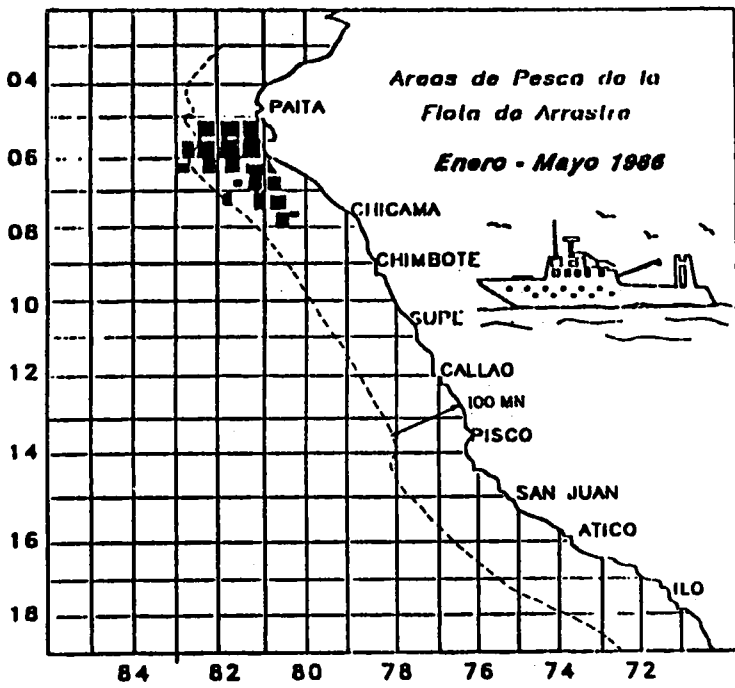 Areas de Pesca de la
Flota de Arrastre
Enero - Mayo 1986
04
06
08
10
12
14
16
18
PAITA
CHICAMA
CHIMBOTE
SUPE
CALLAO
100 MN
PISCO
SAN JUAN
ATICO
ILO
84 82 80 78 76 74 72